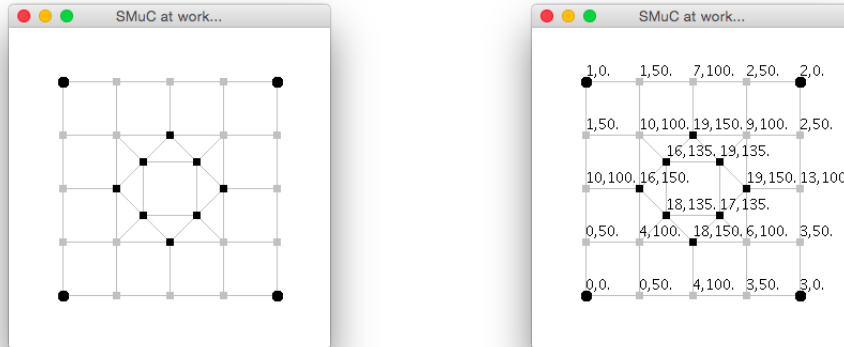 SMuC at work...
SMuC at work...
1,0. 1,50. 7,100. 2,50. 2,0.
1,50. 10,100. 19,150. 9,100. 2,50.
16,135. 19,135.
10,100. 16,150. 19,150. 13,100
18,135. 17,135.
0,50. 4,100. 18,150. 6,100. 3,50.
0,0. 0,50. 4,100. 3,50. 3,0.